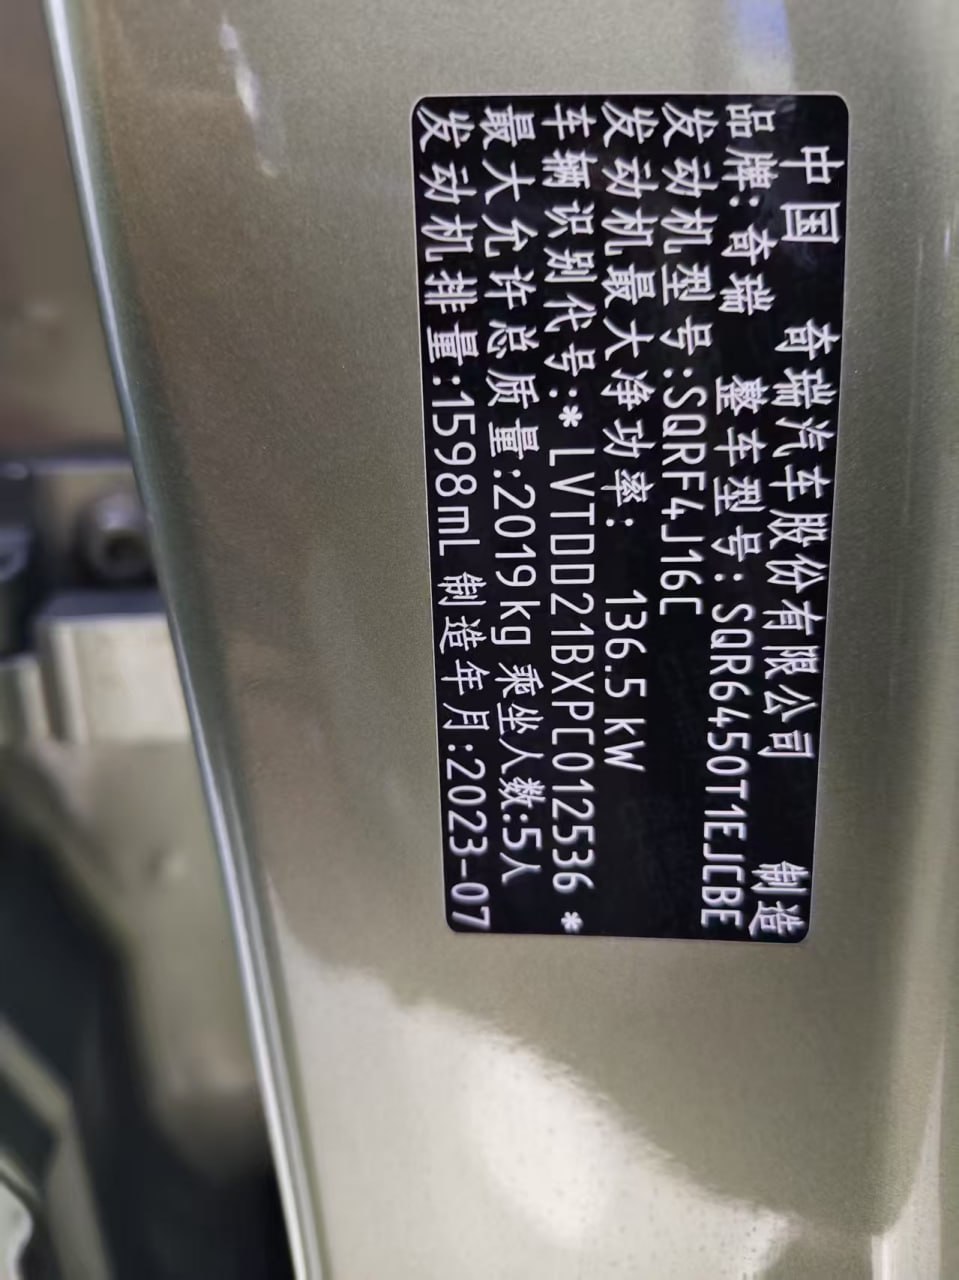 中国 奇瑞汽车股份有限公司 制造
品牌:奇瑞 整车型号:SQR6450T1EJCBE
发动机型号:SQRF4J16C
发动机最大净功率: 136.5kW
车辆识别代号:*LVTDD21BXPC012536*
最大允许总质量:2019kg 乘坐人数:5人
发动机排量:1598mL 制造年月:2023-07